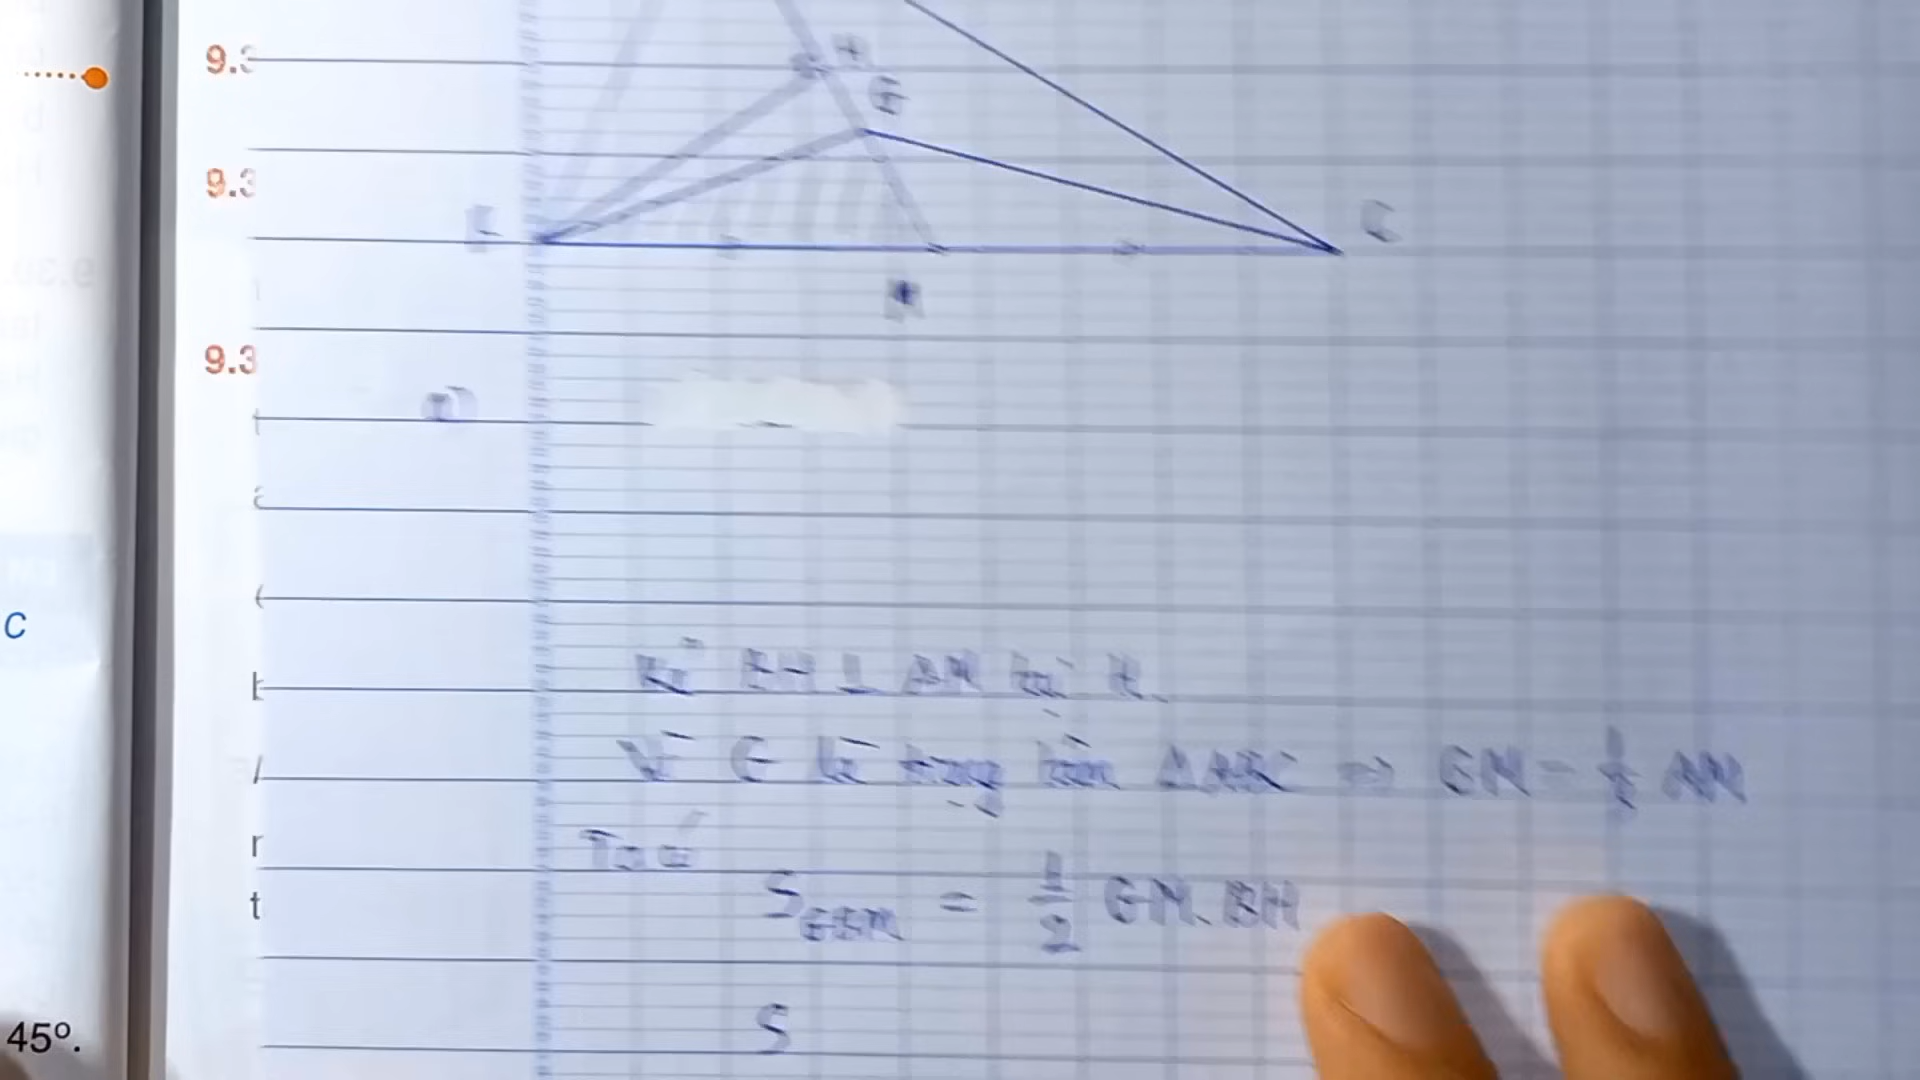 9.3
H
G
9.3
C
M
9.3
a)
C
Kẻ BH ⊥ AM tại H.
Vì G là trọng tâm ΔABC ⇒ GM = 1/3 AM
Ta có
S_GBM = 1/2 GM. BH
S
45°.